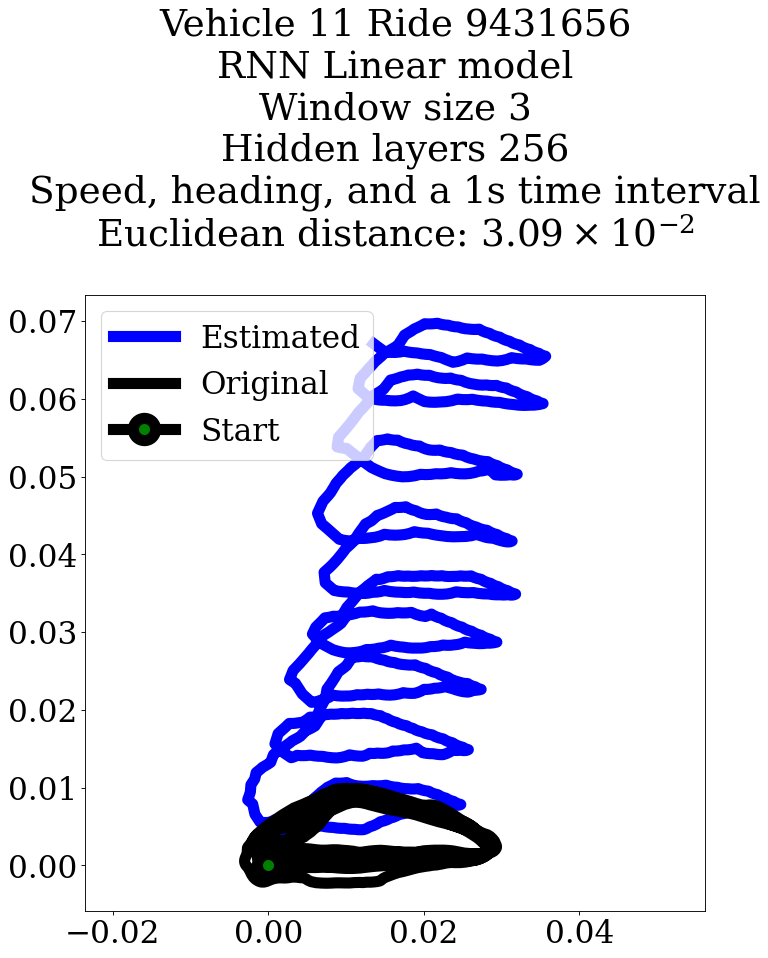 Vehicle 11 Ride 9431656
RNN Linear model
Window size 3
Hidden layers 256
Speed, heading, and a 1s time interval
Euclidean distance: 3.09 × 10⁻²
0.07
0.06
0.05
0.04
0.03
0.02
0.01
0.00
Estimated
Original
Start
−0.02
0.00
0.02
0.04